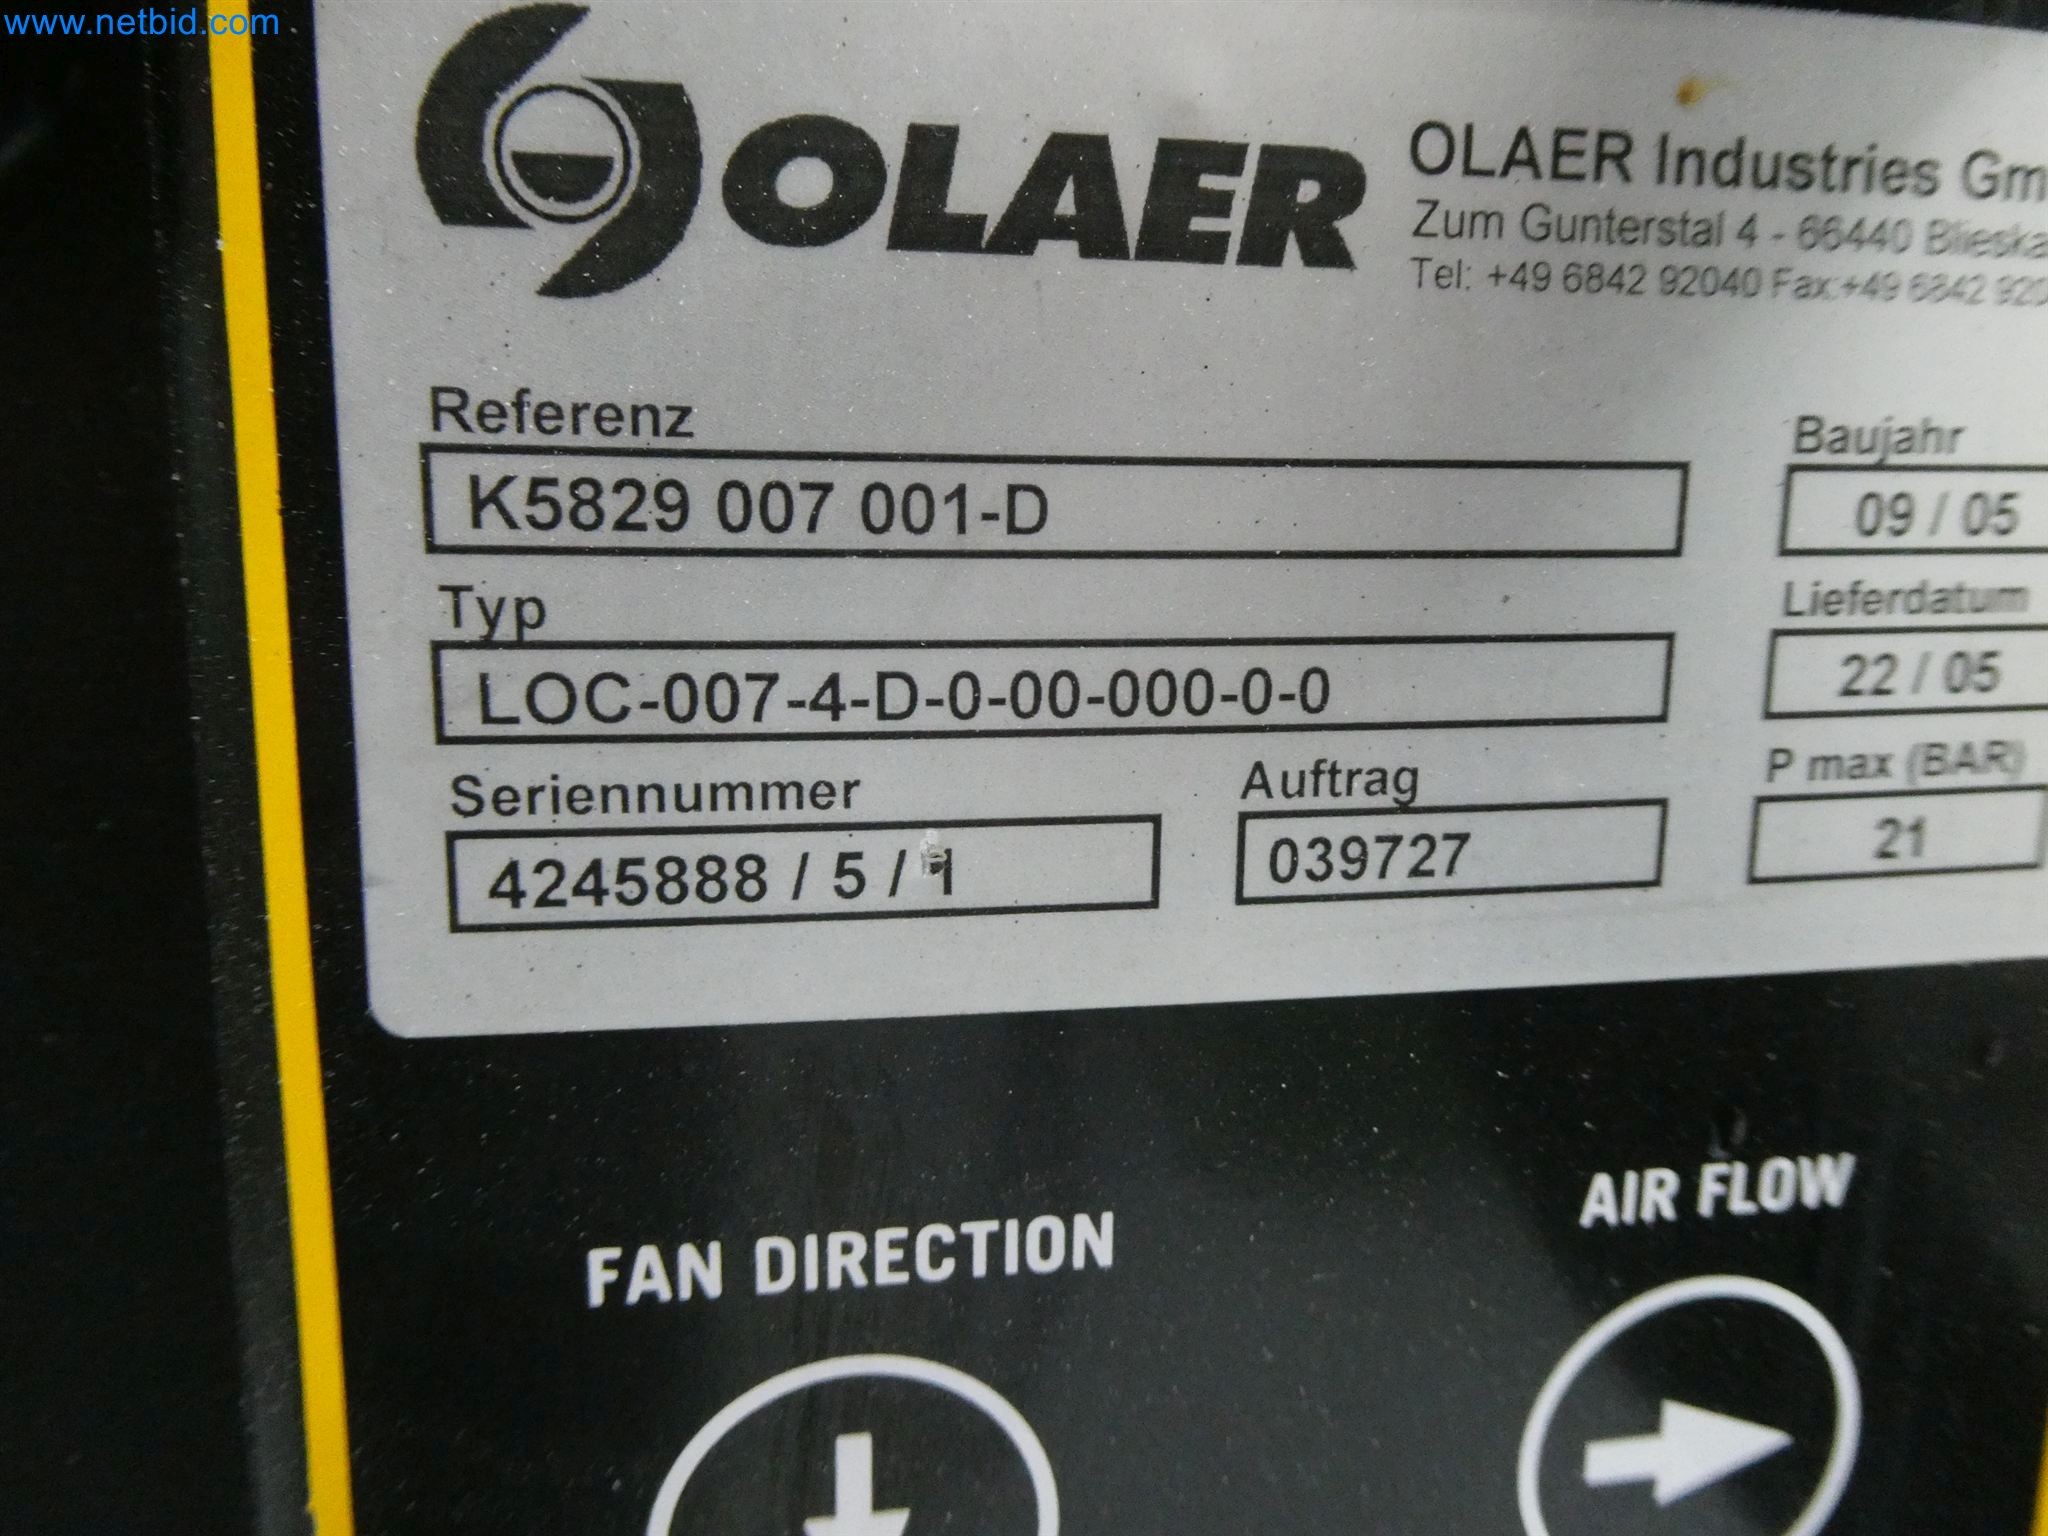 www.netbid.com
OLAER
OLAER Industries Gm
Zum Gunterstal 4 - 66440 Blieska
Tel: +49 6842 92040 Fax:+49 6842 920
Referenz
K5829 007 001-D
Baujahr
09 / 05
Typ
LOC-007-4-D-0-00-000-0-0
Lieferdatum
22 / 05
Seriennummer
4245888 / 5 / 1
Auftrag
039727
P max (BAR)
21
FAN DIRECTION
AIR FLOW